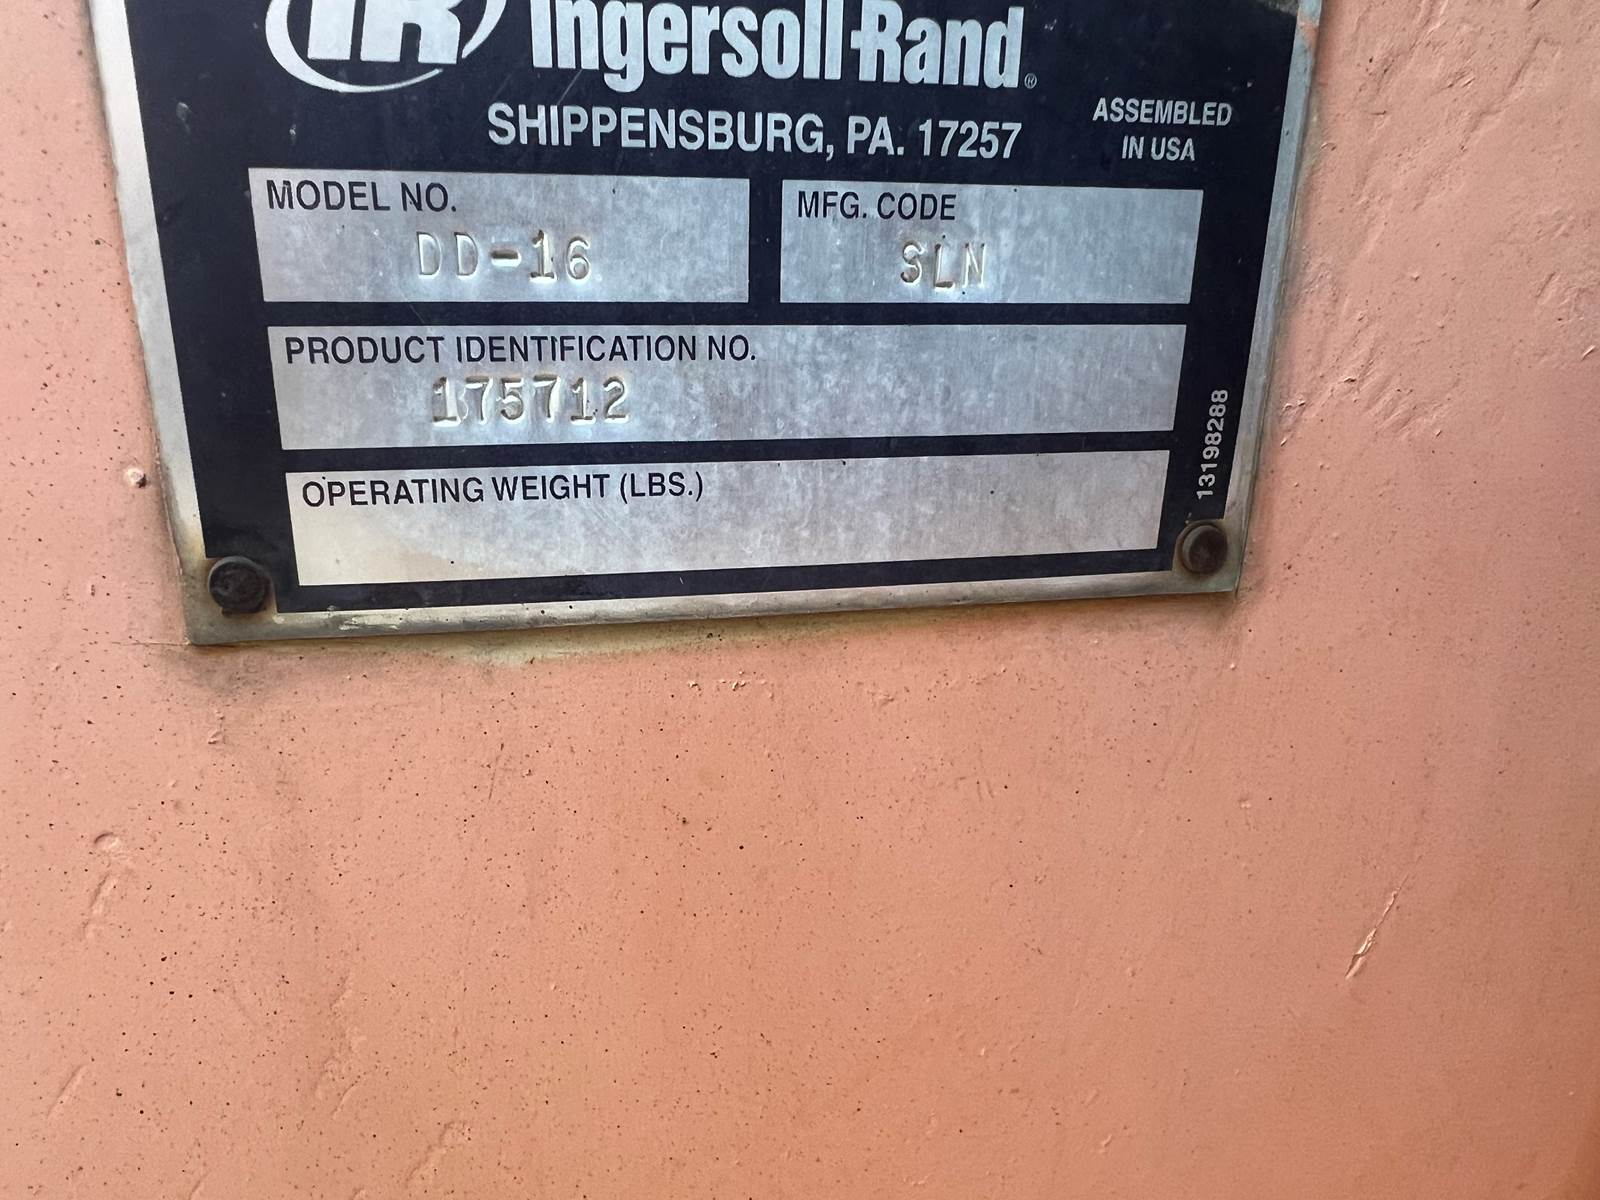 IR Ingersoll-Rand®
SHIPPENSBURG, PA. 17257
ASSEMBLED
IN USA
MODEL NO.
DD-16
MFG. CODE
SLN
PRODUCT IDENTIFICATION NO.
175712
OPERATING WEIGHT (LBS.)
13198288